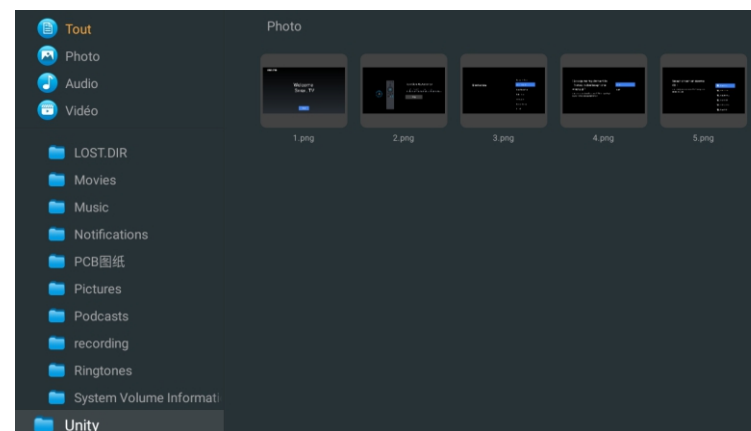 Tout
Photo
Audio
Vidéo
LOST.DIR
Movies
Music
Notifications
PCB图纸
Pictures
Podcasts
recording
Ringtones
System Volume Informati
Unity
Photo
Welcome
1.png
2.png
3.png
4.png
5.png